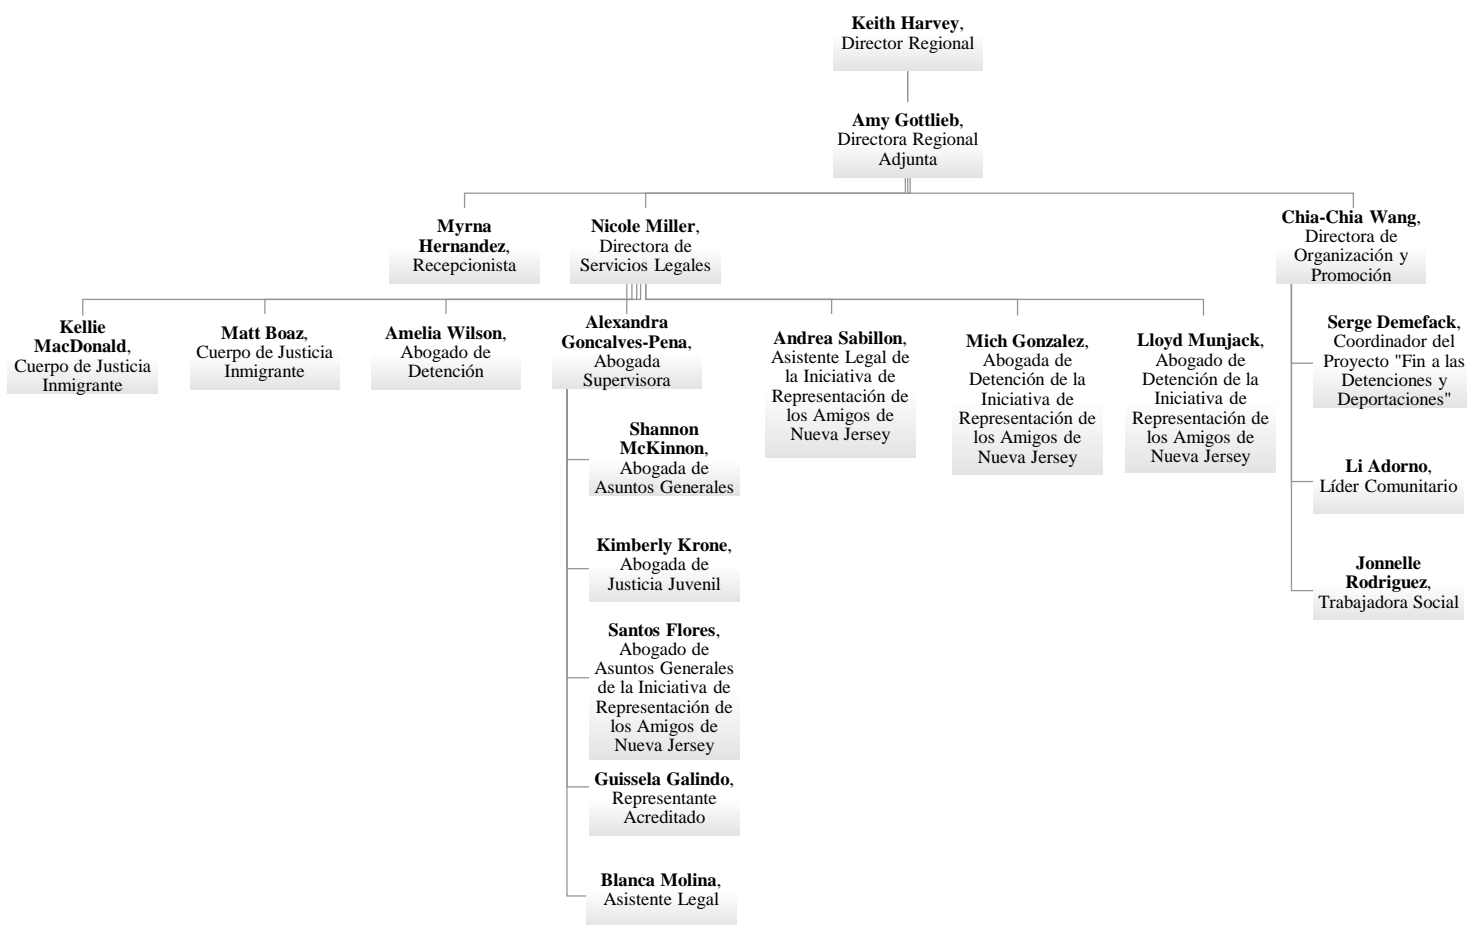 Keith Harvey,
Director Regional
Amy Gottlieb,
Directora Regional
Adjunta
Myrna
Hernandez,
Recepcionista
Nicole Miller,
Directora de
Servicios Legales
Chia-Chia Wang,
Directora de
Organización y
Promoción
Kellie
MacDonald,
Cuerpo de Justicia
Inmigrante
Matt Boaz,
Cuerpo de Justicia
Inmigrante
Amelia Wilson,
Abogado de
Detención
Alexandra
Goncalves-Pena,
Abogada
Supervisora
Andrea Sabillon,
Asistente Legal de
la Iniciativa de
Representación de
los Amigos de
Nueva Jersey
Mich Gonzalez,
Abogada de
Detención de la
Iniciativa de
Representación de
los Amigos de
Nueva Jersey
Lloyd Munjack,
Abogado de
Detención de la
Iniciativa de
Representación de
los Amigos de
Nueva Jersey
Serge Demefack,
Coordinador del
Proyecto "Fin a las
Detenciones y
Deportaciones"
Li Adorno,
Líder Comunitario
Jonnelle
Rodriguez,
Trabajadora Social
Shannon
McKinnon,
Abogada de
Asuntos Generales
Kimberly Krone,
Abogada de
Justicia Juvenil
Santos Flores,
Abogado de
Asuntos Generales
de la Iniciativa de
Representación de
los Amigos de
Nueva Jersey
Guissela Galindo,
Representante
Acreditado
Blanca Molina,
Asistente Legal